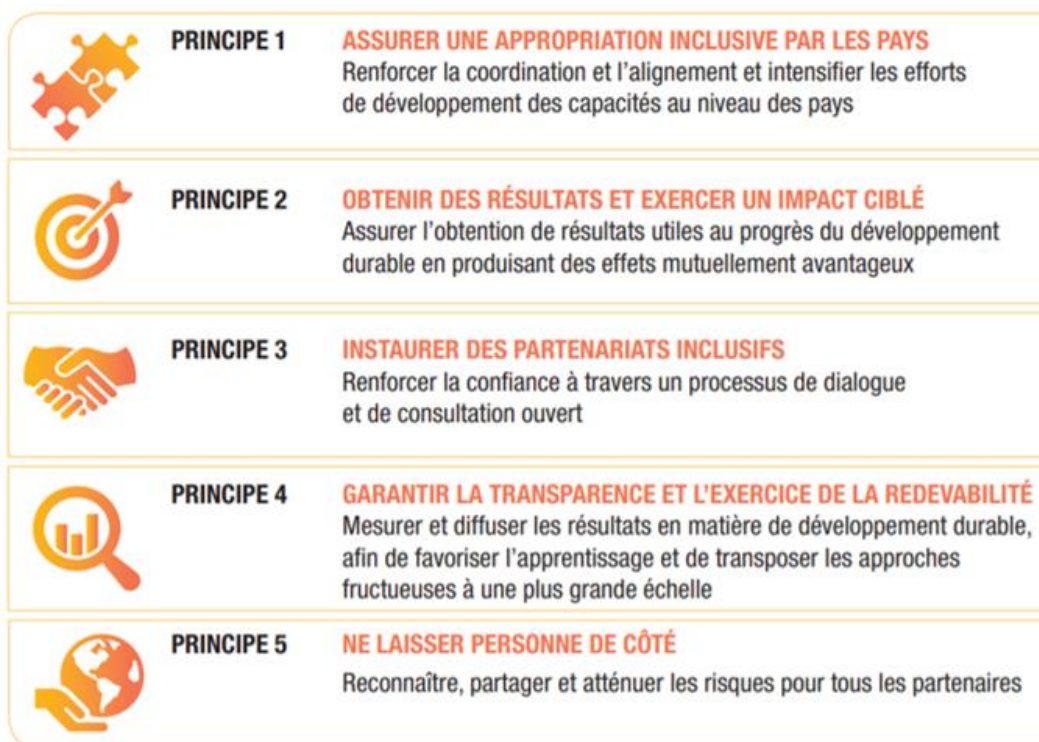 PRINCIPE 1
ASSURER UNE APPROPRIATION INCLUSIVE PAR LES PAYS
Renforcer la coordination et l’alignement et intensifier les efforts
de développement des capacités au niveau des pays
PRINCIPE 2
OBTENIR DES RÉSULTATS ET EXERCER UN IMPACT CIBLÉ
Assurer l’obtention de résultats utiles au progrès du développement
durable en produisant des effets mutuellement avantageux
PRINCIPE 3
INSTAURER DES PARTENARIATS INCLUSIFS
Renforcer la confiance à travers un processus de dialogue
et de consultation ouvert
PRINCIPE 4
GARANTIR LA TRANSPARENCE ET L’EXERCICE DE LA REDEVABILITÉ
Mesurer et diffuser les résultats en matière de développement durable,
afin de favoriser l’apprentissage et de transposer les approches
fructueuses à une plus grande échelle
PRINCIPE 5
NE LAISSER PERSONNE DE CÔTÉ
Reconnaître, partager et atténuer les risques pour tous les partenaires